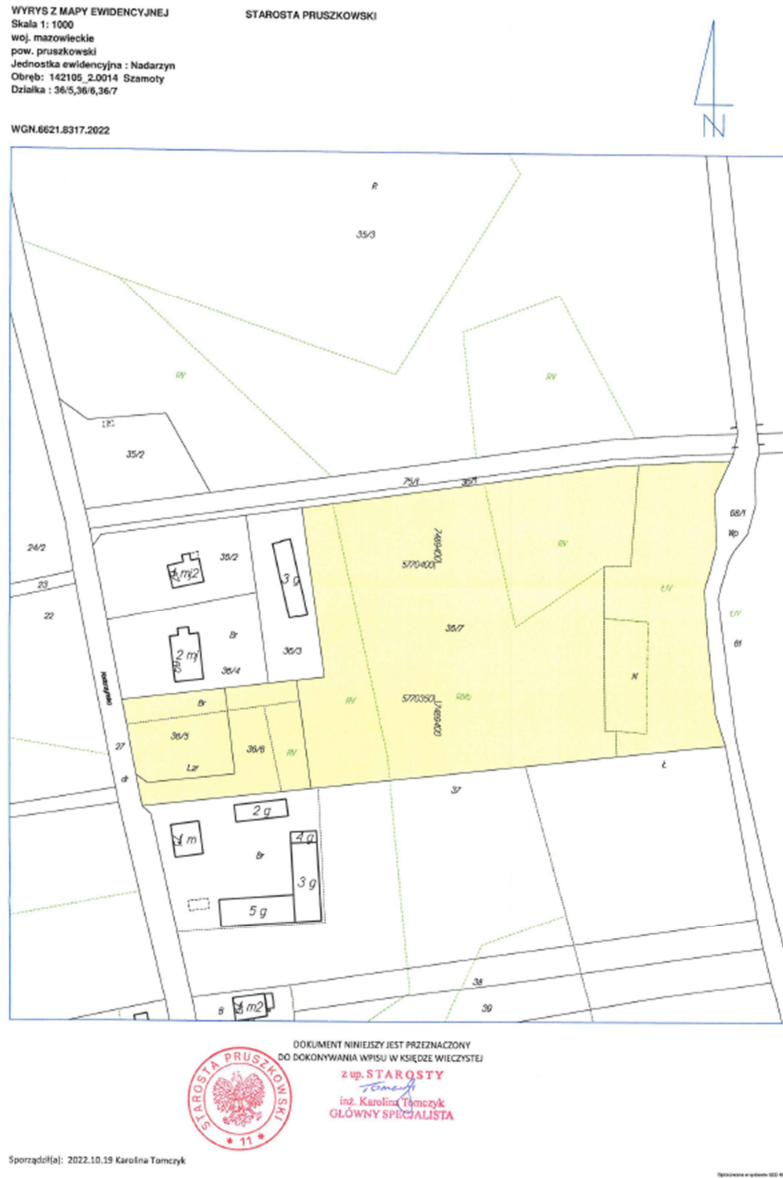 WYRYS Z MAPY EWIDENCYJNEJ
STAROSTA PRUSZKOWSKI
Skala 1: 1000
woj. mazowieckie
pow. pruszkowski
Jednostka ewidencyjna : Nadarzyn
Obręb: 142105_2.0014 Szamoty
Działka : 36/5,36/6,36/7
WGN.6621.8317.2022
N
R
35/3
RV
RV
35/2
75/1
36/1
68/1
Wp
24/2
23
22
36/2
mj2
3 g
7489400
5770400
RV
ŁIV
ŁIV
61
Br
2 mj
36/4
36/3
36/7
N
Br
RV
5770350
7489400
36/5
36/6
RV
Lzr
27
dr
Ł
37
2 g
m
Br
4 g
3 g
5 g
38
39
B
m2
DOKUMENT NINIEJSZY JEST PRZEZNACZONY
DO DOKONYWANIA WPISU W KSIĘDZE WIECZYSTEJ
z up. STAROSTY
inż. Karolina Tomczyk
GŁÓWNY SPECJALISTA
STAROSTA PRUSZKOWSKI
* 11 *
Sporządził(a): 2022.10.19 Karolina Tomczyk